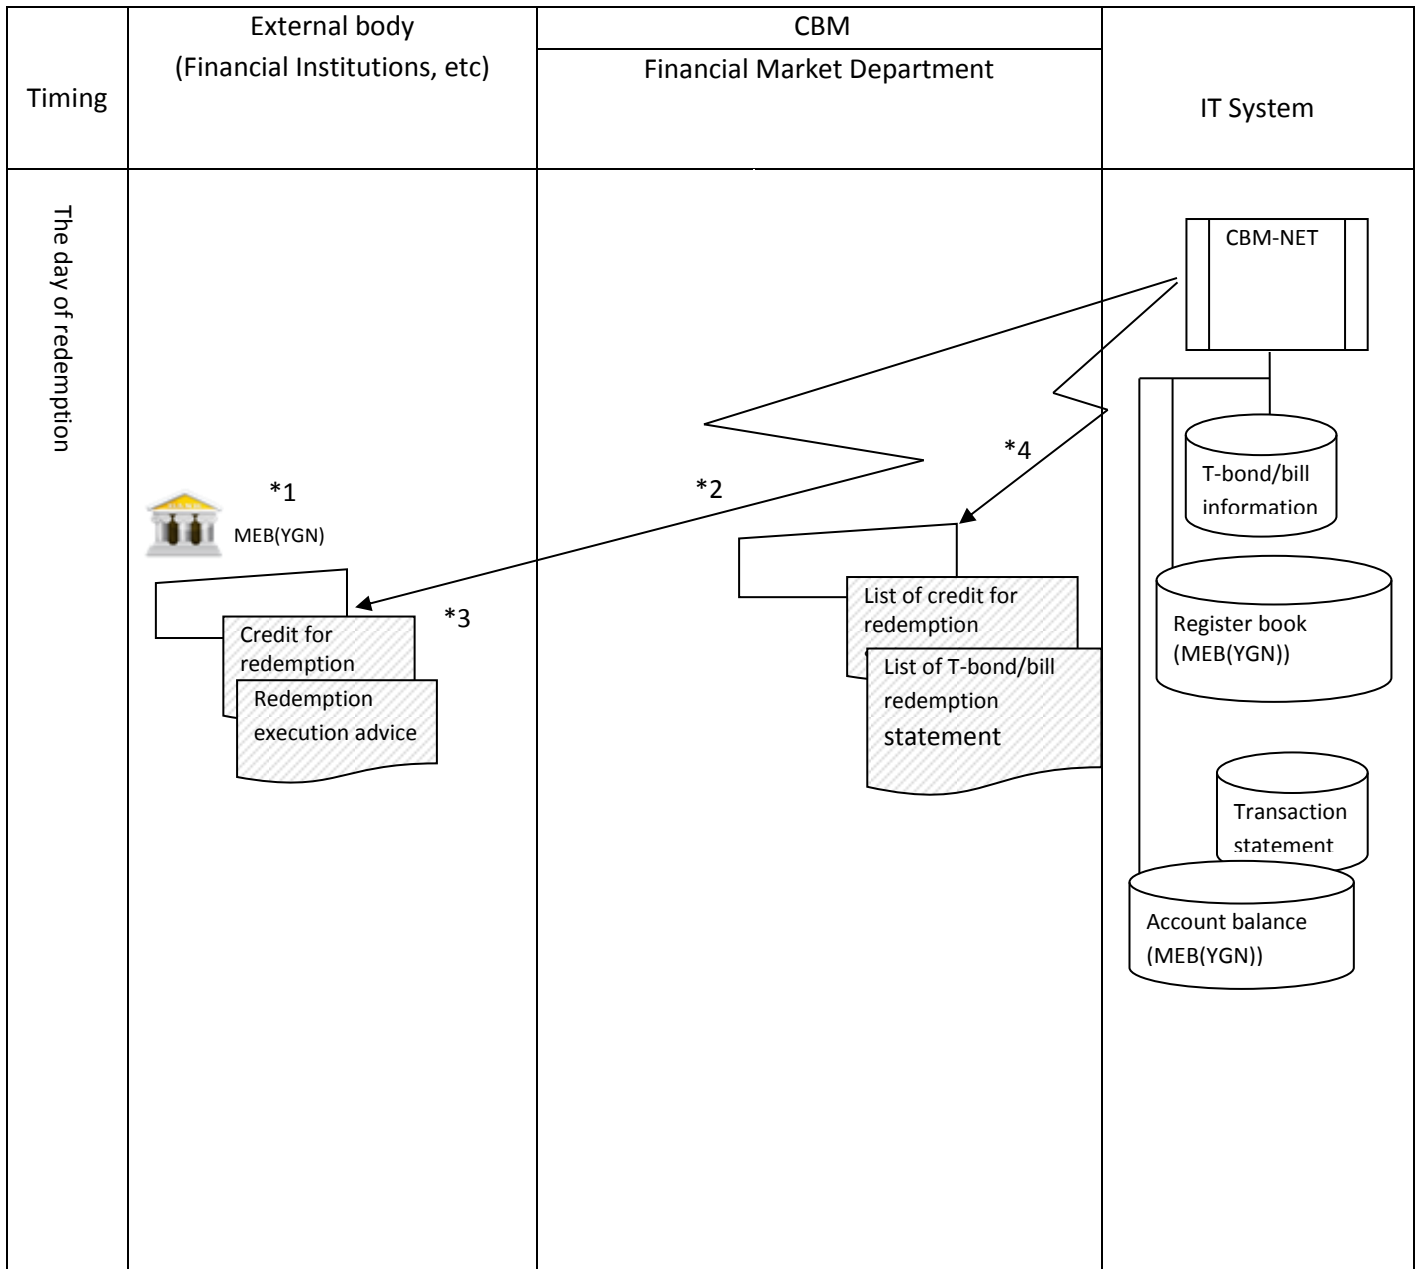 Timing
External body
(Financial Institutions, etc)
CBM
Financial Market Department
IT System
The day of redemption
CBM-NET
T-bond/bill
information
*4
*2
*1
MEB(YGN)
*3
Credit for
redemption
Redemption
execution advice
List of credit for
redemption
List of T-bond/bill
redemption
statement
Register book
(MEB(YGN))
Transaction
statement
Account balance
(MEB(YGN))